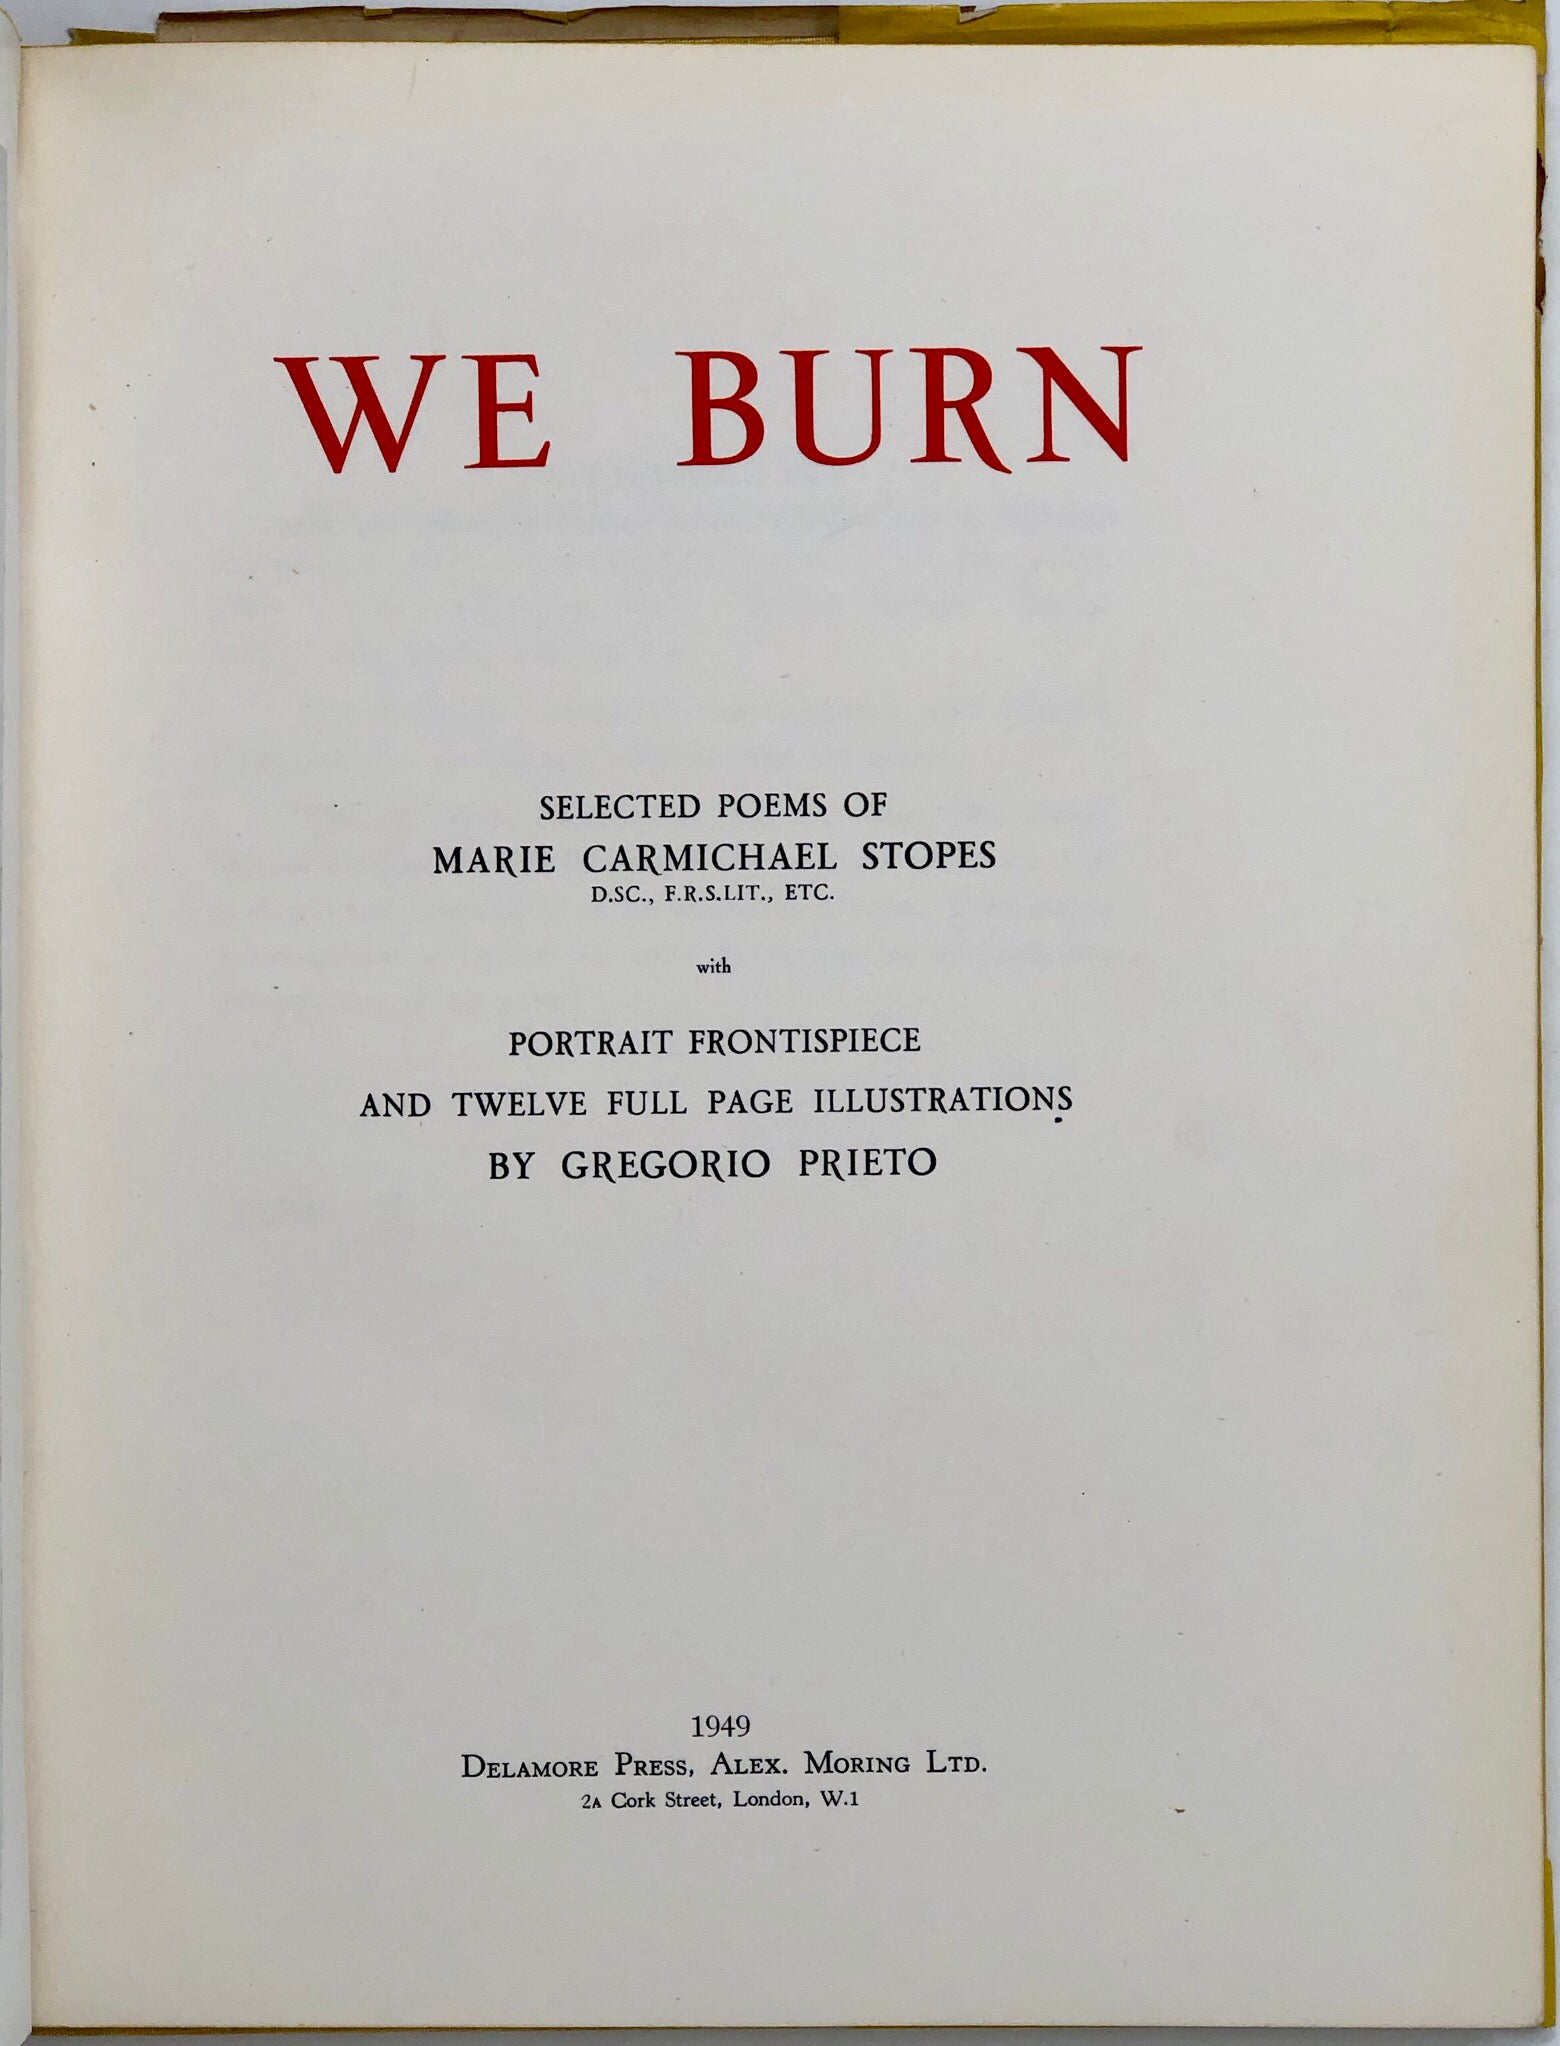 WE BURN
SELECTED POEMS OF
MARIE CARMICHAEL STOPES
D.SC., F.R.S.LIT., ETC.
with
PORTRAIT FRONTISPIECE
AND TWELVE FULL PAGE ILLUSTRATIONS
BY GREGORIO PRIETO
1949
DELAMORE PRESS, ALEX. MORING LTD.
2A Cork Street, London, W.1